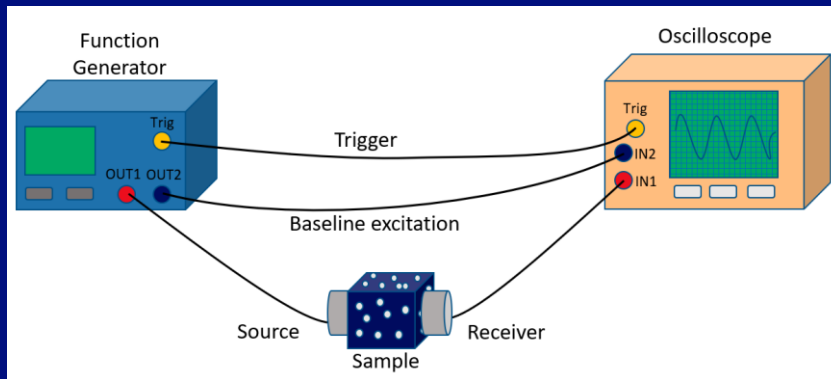 Function
Generator
Oscilloscope
Trig
Trig
Trigger
IN2
OUT1 OUT2
IN1
Baseline excitation
Source
Receiver
Sample